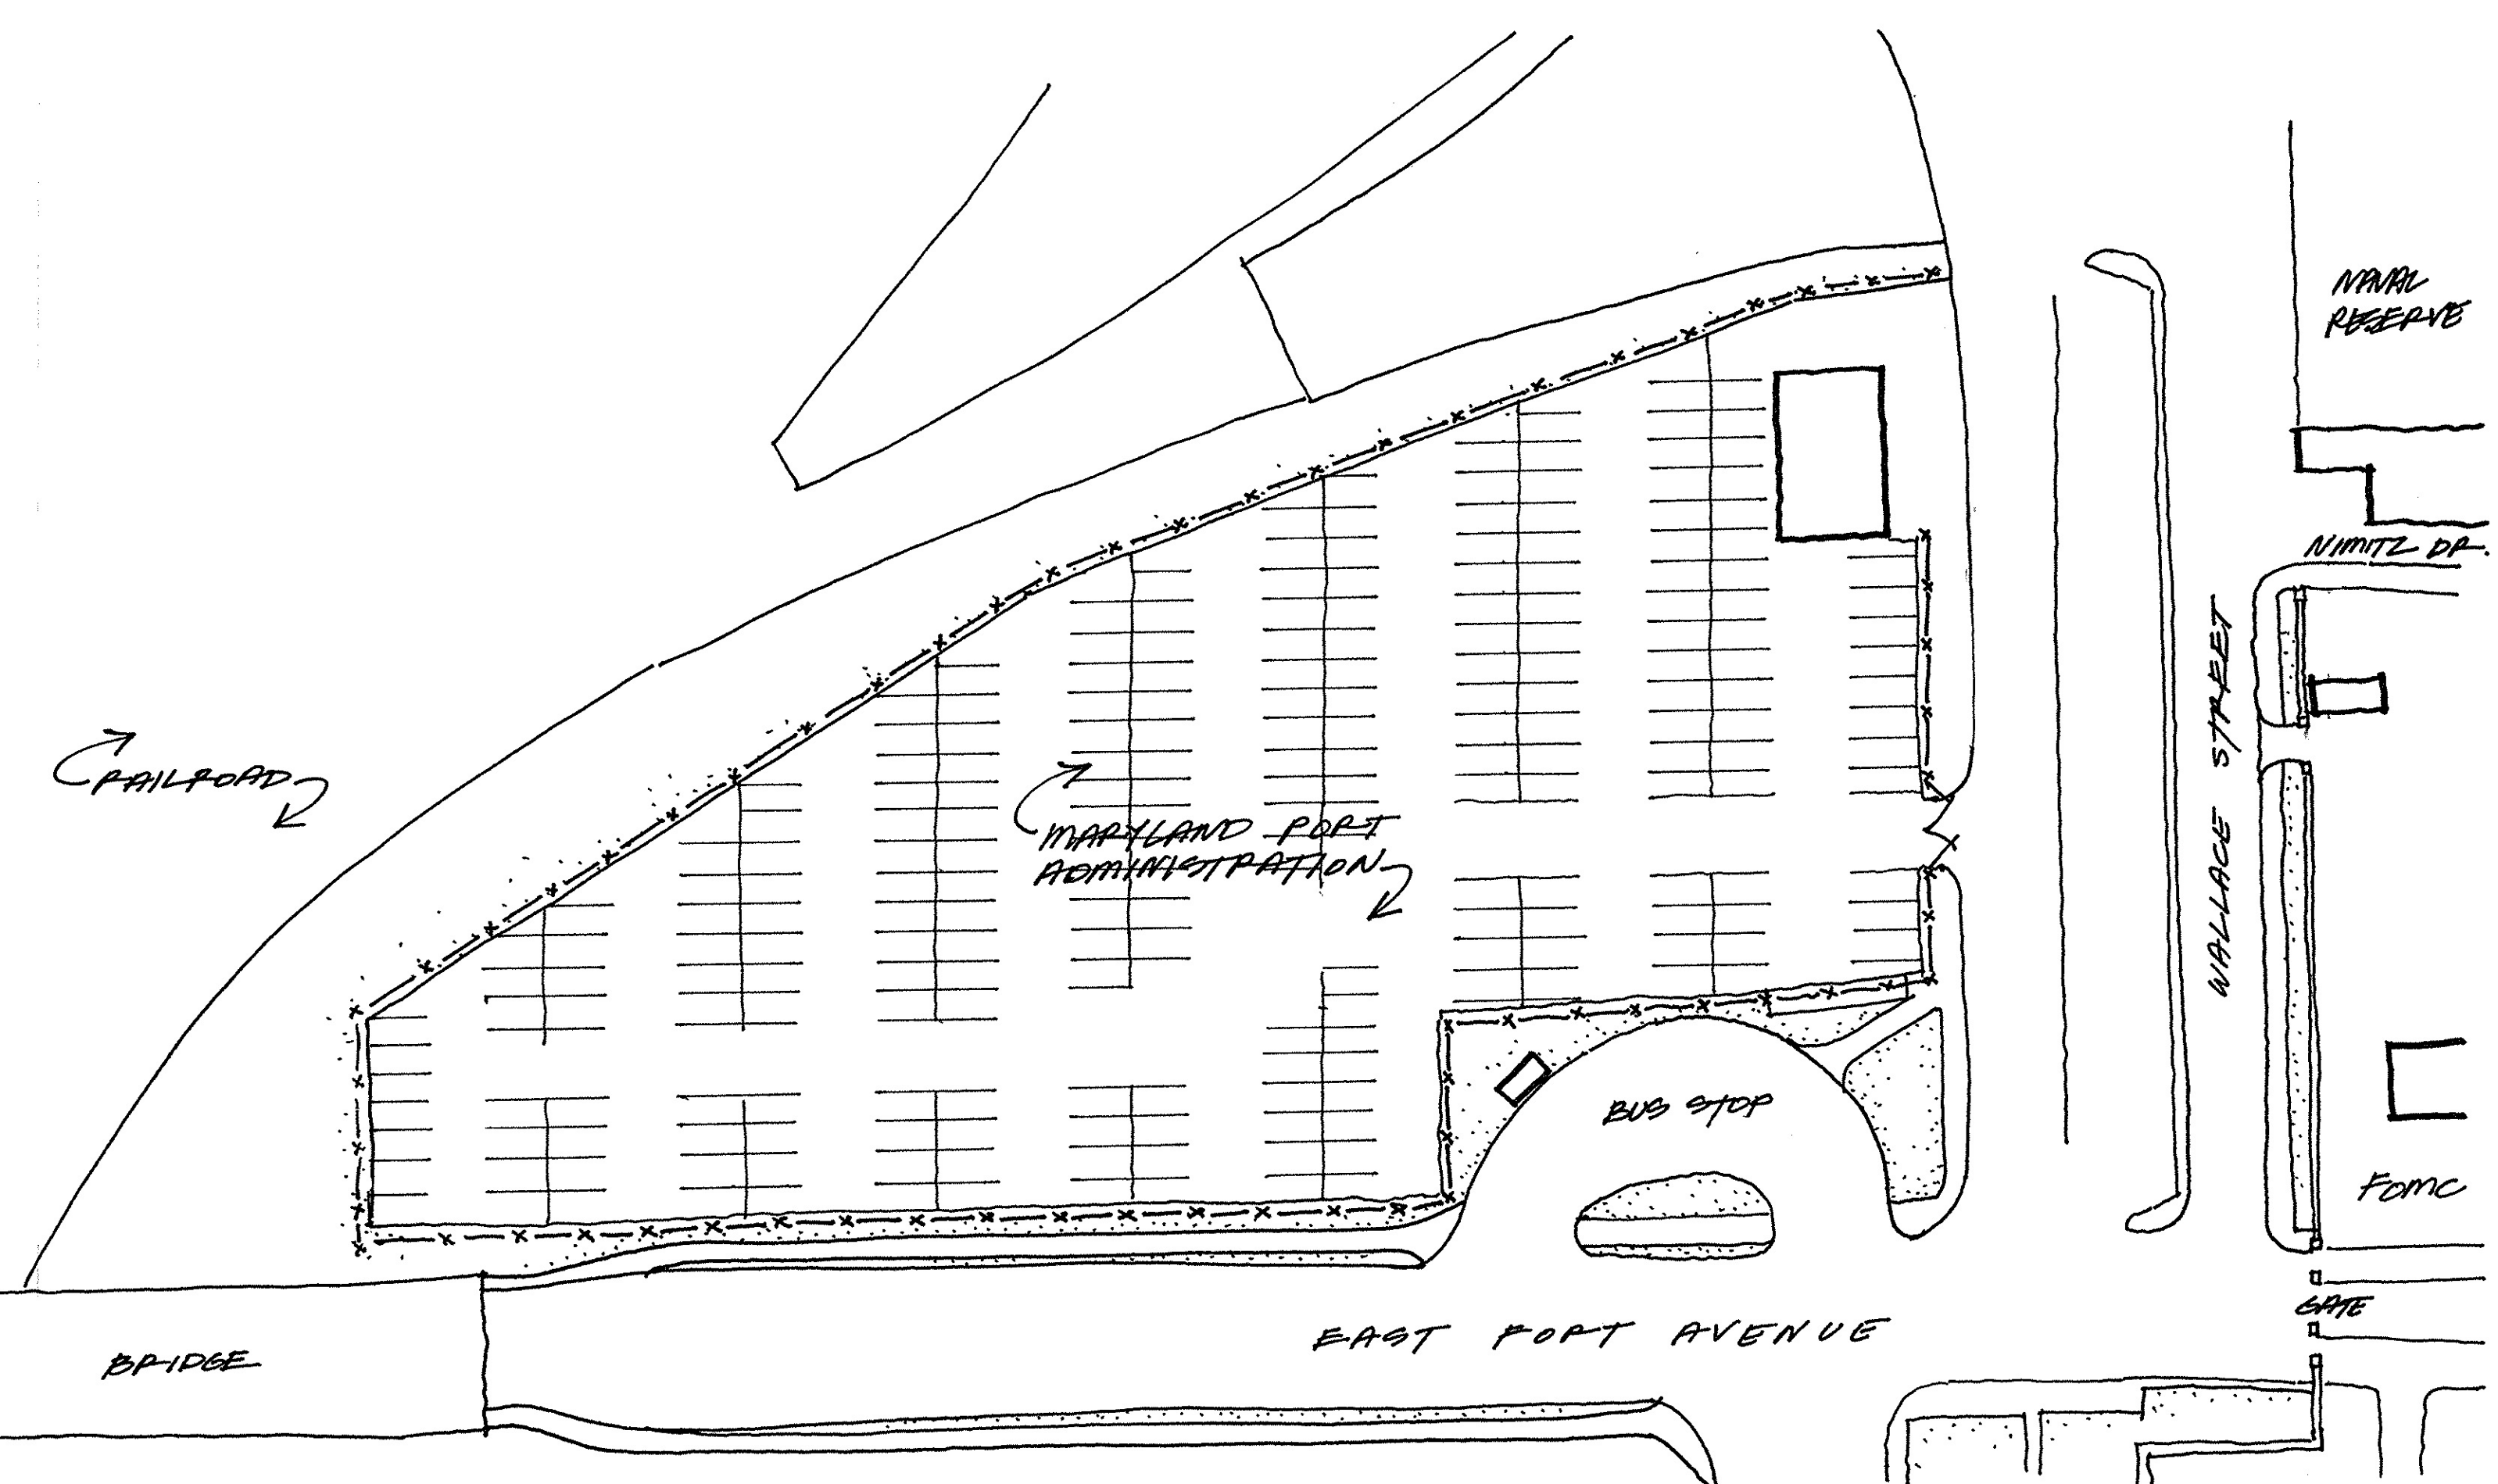 NAVAL
RESERVE
NIMITZ DR.
RAILROAD
MARYLAND PORT
ADMINISTRATION
WALLACE STREET
BUS STOP
FOMC
GATE
EAST FORT AVENUE
BRIDGE